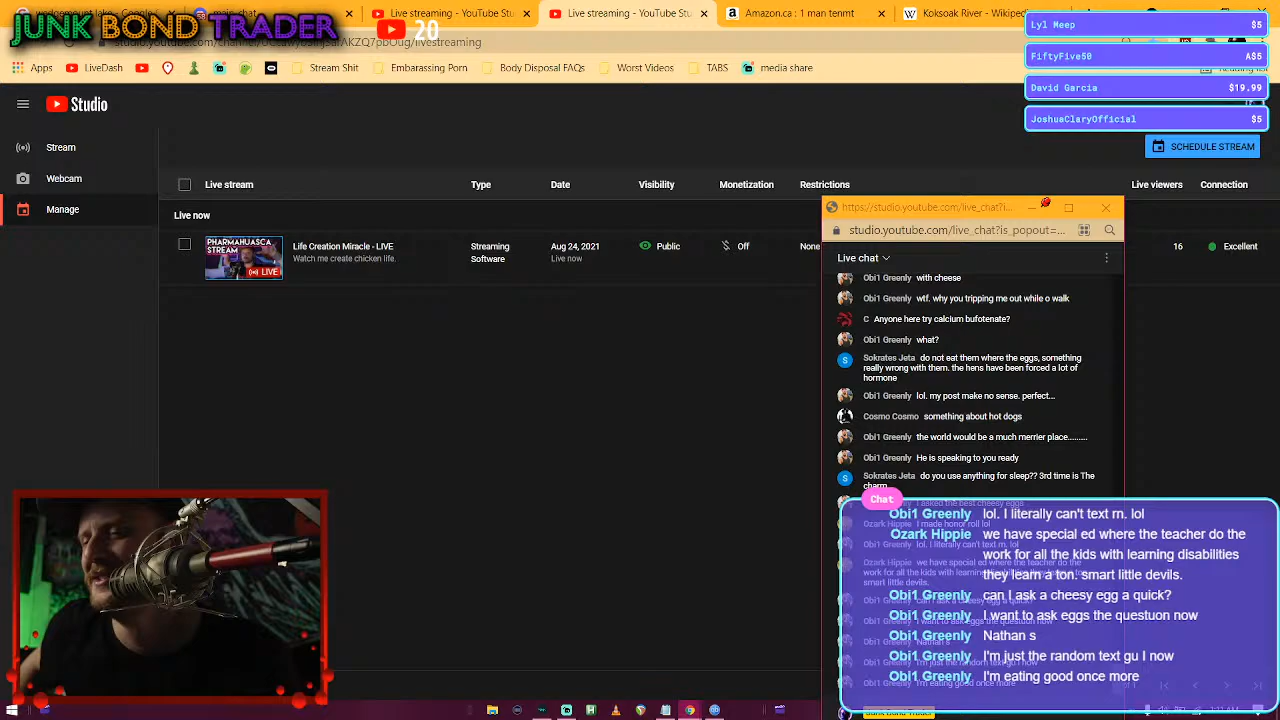 JUNK BOND TRADER
20
Live streaming - YouTube Stu
Live streaming - YouTube Stu
Amazon.ca : 1 man tent
Koksoak River - Wikiped
Apps
LiveDash
Stream Shit
Embarassing Porn
Body Disposal FAQs
Worst Videos
TABS
media share
Lyl Meep $5
FiftyFive50 A$5
David Garcia $19.99
JoshuaClaryOfficial $5
Studio
SCHEDULE STREAM
Stream
Webcam
Manage
Live stream Type Date Visibility Monetization Restrictions Live viewers Connection
Live now
PHARMAHUASCA
STREAM
LIVE
Life Creation Miracle - LIVE
Watch me create chicken life.
Streaming
Software
Aug 24, 2021
Live now
Public
Off
None
16
Excellent
https://studio.youtube.com/live_chat?i...
studio.youtube.com/live_chat?is_popout=...
Live chat
Obi1 Greenly with cheese
Obi1 Greenly wtf. why you tripping me out while o walk
C Anyone here try calcium bufotenate?
Obi1 Greenly what?
Sokrates Jeta do not eat them where the eggs, something
really wrong with them. the hens have been forced a lot of
hormone
Obi1 Greenly lol. my post make no sense. perfect...
Cosmo Cosmo something about hot dogs
Obi1 Greenly the world would be a much merrier place.........
Obi1 Greenly He is speaking to you ready
Sokrates Jeta do you use anything for sleep?? 3rd time is The
charm
Chat
Obi1 Greenly lol. I literally can't text rn. lol
Ozark Hippie we have special ed where the teacher do the
work for all the kids with learning disabilities
they learn a ton. smart little devils.
Obi1 Greenly can I ask a cheesy egg a quick?
Obi1 Greenly I want to ask eggs the questuon now
Obi1 Greenly Nathan s
Obi1 Greenly I'm just the random text gu I now
Obi1 Greenly I'm eating good once more